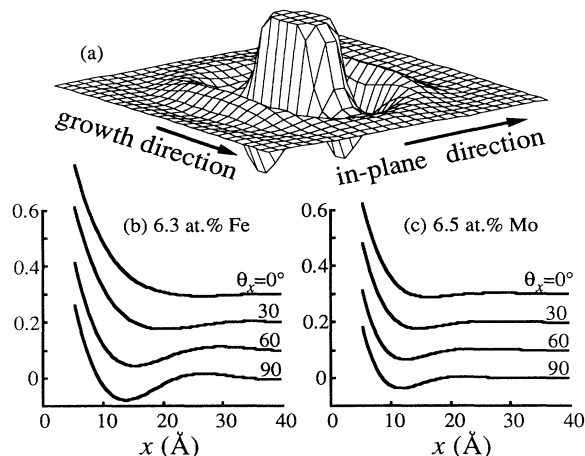 (a)
growth direction
in-plane direction
(b) 6.3 at.% Fe
(c) 6.5 at.% Mo
0.6
0.4
0.2
0
θx=0°
30
60
90
0 10 20 30 40
x (Å)
0.6
0.4
0.2
0
θx=0°
30
60
90
0 10 20 30 40
x (Å)